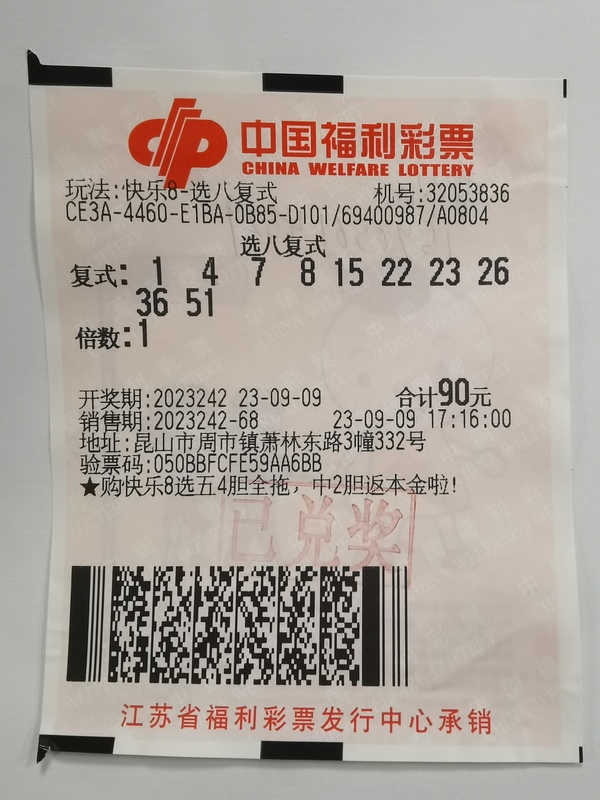 中国福利彩票
CHINA WELFARE LOTTERY
玩法:快乐8-选八复式 机号:32053836
CE3A-4460-E1BA-0B85-D101/69400987/A0804
选八复式
复式: 1 4 7 8 15 22 23 26
36 51
倍数:1
开奖期:2023242 23-09-09 合计90元
销售期:2023242-68 23-09-09 17:16:00
地址:昆山市周市镇萧林东路3幢332号
验票码:050BBFCFE59AA6BB
★购快乐8选五4胆全拖，中2胆返本金啦!
已兑奖
江苏省福利彩票发行中心承销